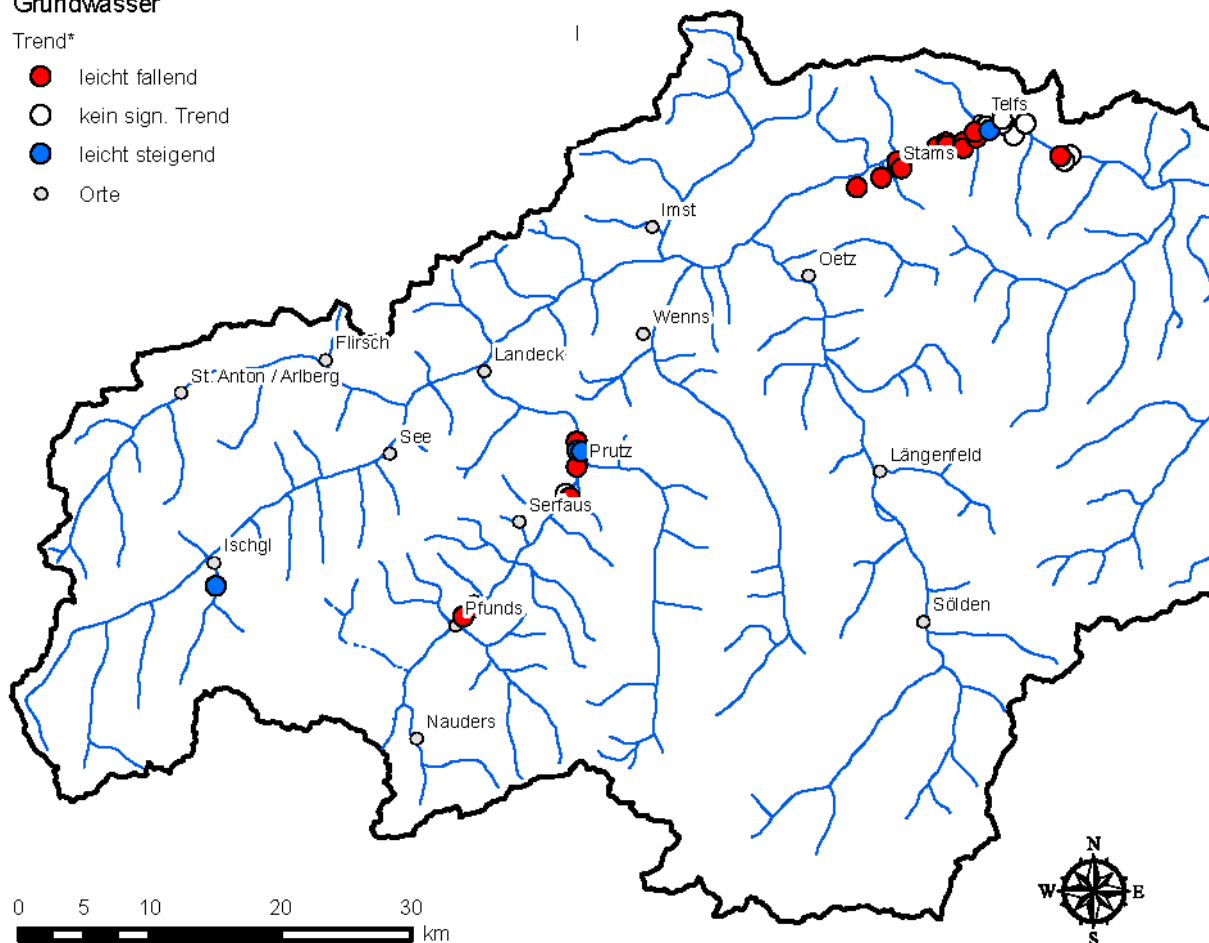 Grundwasser
Trend*
leicht fallend
kein sign. Trend
leicht steigend
Orte
Telfs
Stams
Imst
Oetz
Wenns
Flirsch
Landeck
St. Anton / Arlberg
See
Prutz
Längenfeld
Serfaus
Ischgl
Pfunds
Sölden
Nauders
N
W E
S
0 5 10 20 30
km